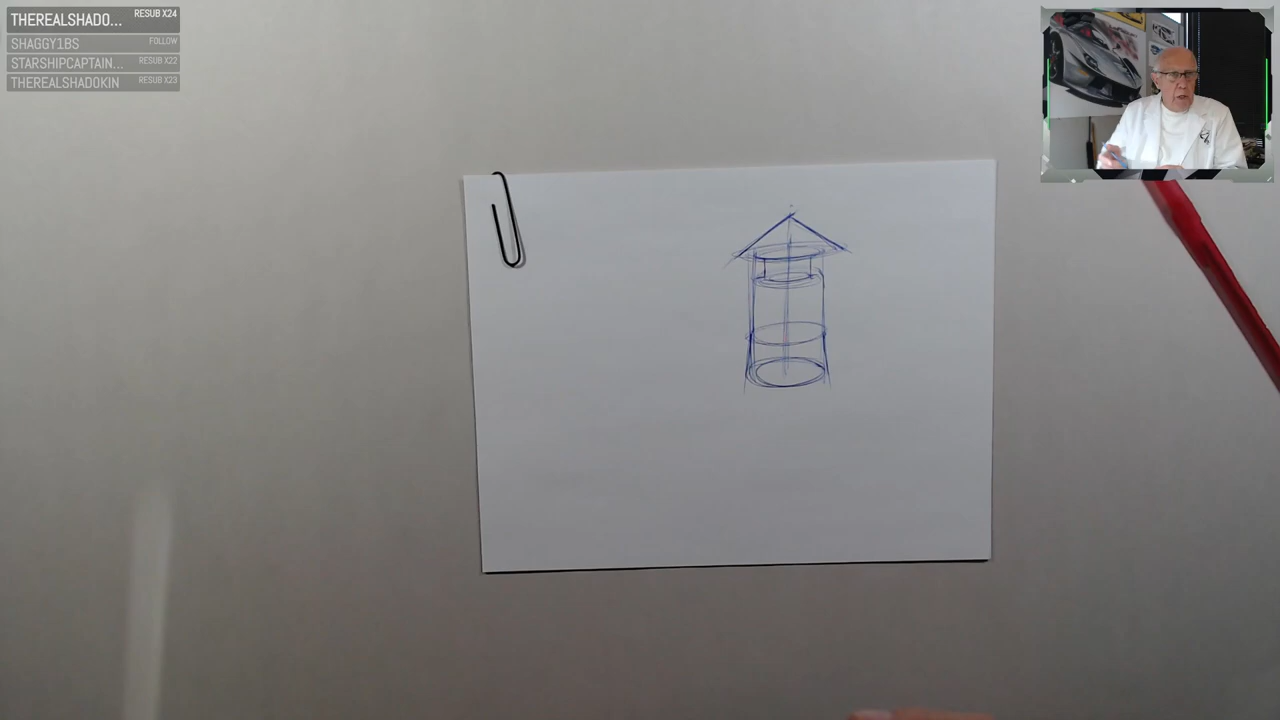 THEREALSHADO... RESUB X24
SHAGGY1BS FOLLOW
STARSHIPCAPTAIN... RESUB X22
THEREALSHADOKIN RESUB X23